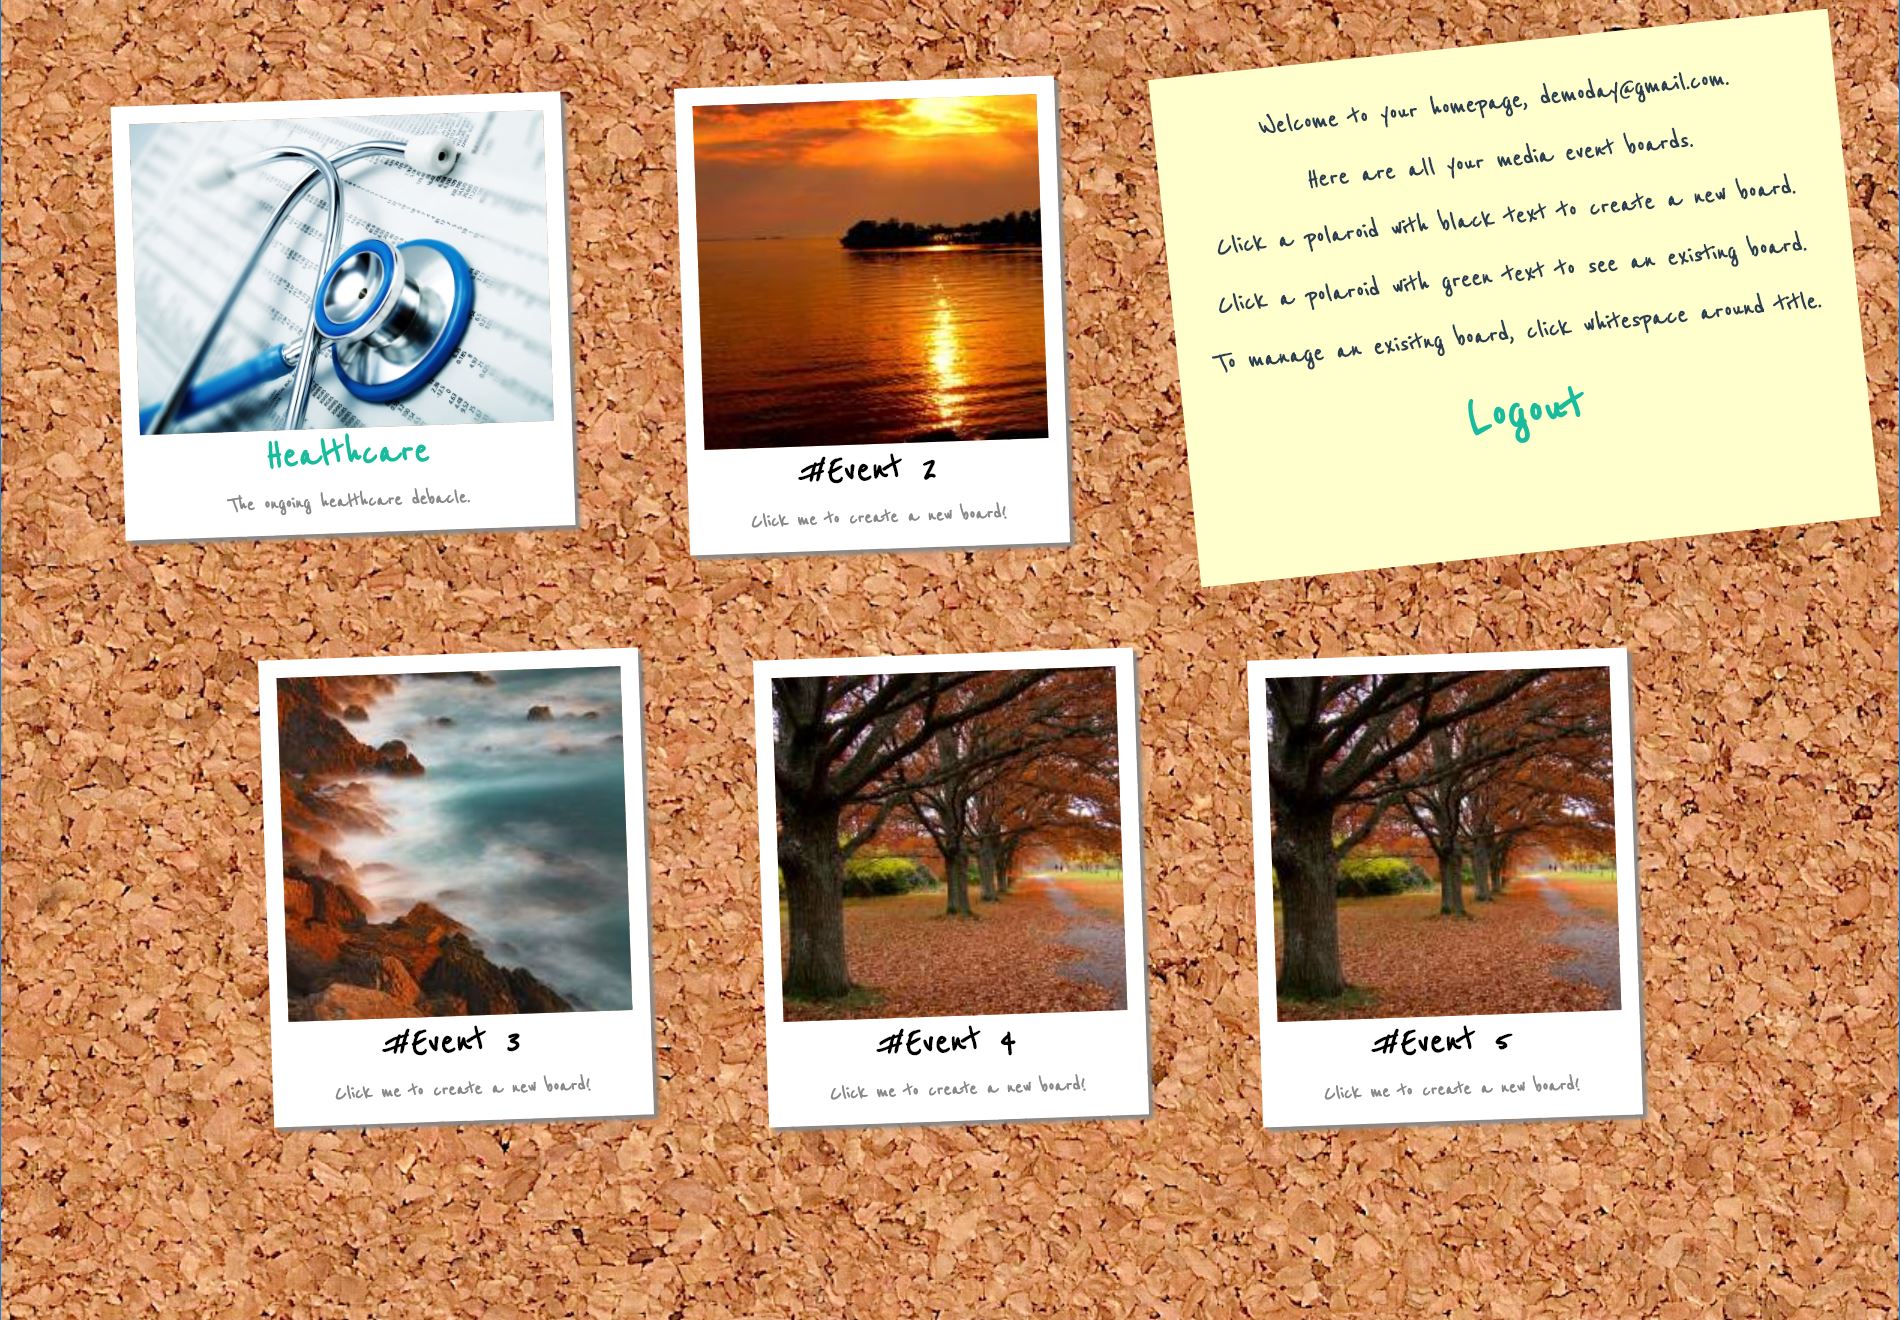 Healthcare
The ongoing healthcare debacle.
#Event 2
Click me to create a new board!
Welcome to your homepage, demoday@gmail.com.
Here are all your media event boards.
Click a polaroid with black text to create a new board.
Click a polaroid with green text to see an existing board.
To manage an exisitng board, click whitespace around title.
Logout
#Event 3
Click me to create a new board!
#Event 4
Click me to create a new board!
#Event 5
Click me to create a new board!